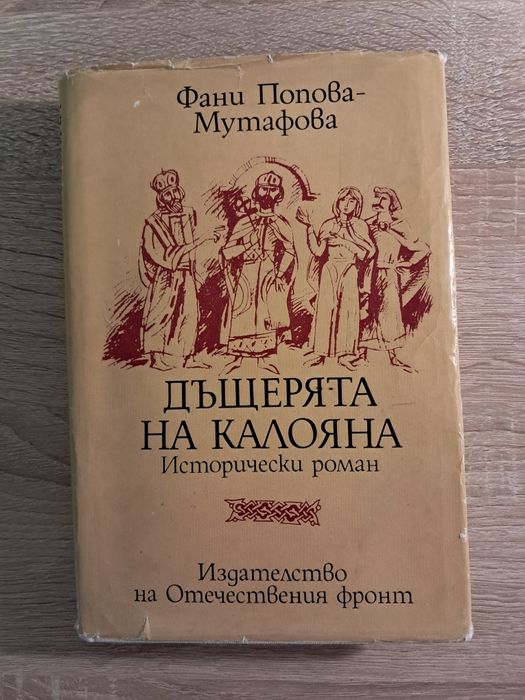 Фани Попова-
Мутафова
ДЪЩЕРЯТА
НА КАЛОЯНА
Исторически роман
Издателство
на Отечествения фронт